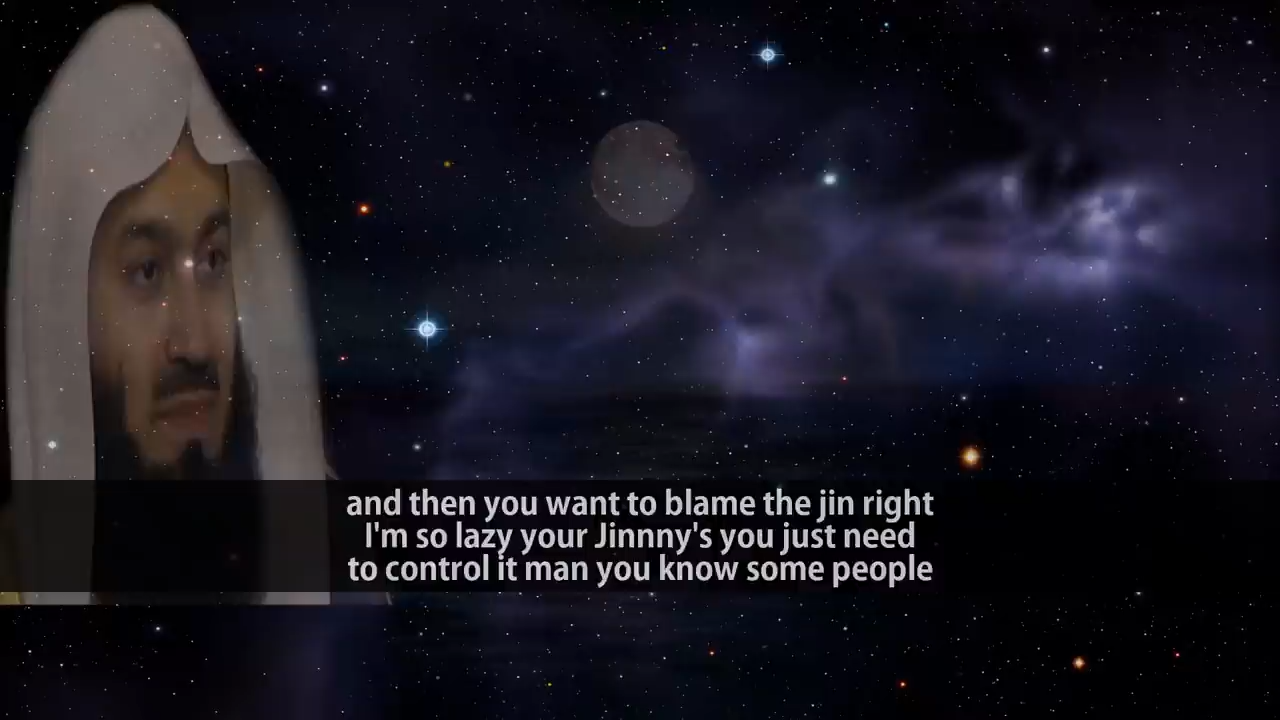 and then you want to blame the jin right
I'm so lazy your Jinnny's you just need
to control it man you know some people